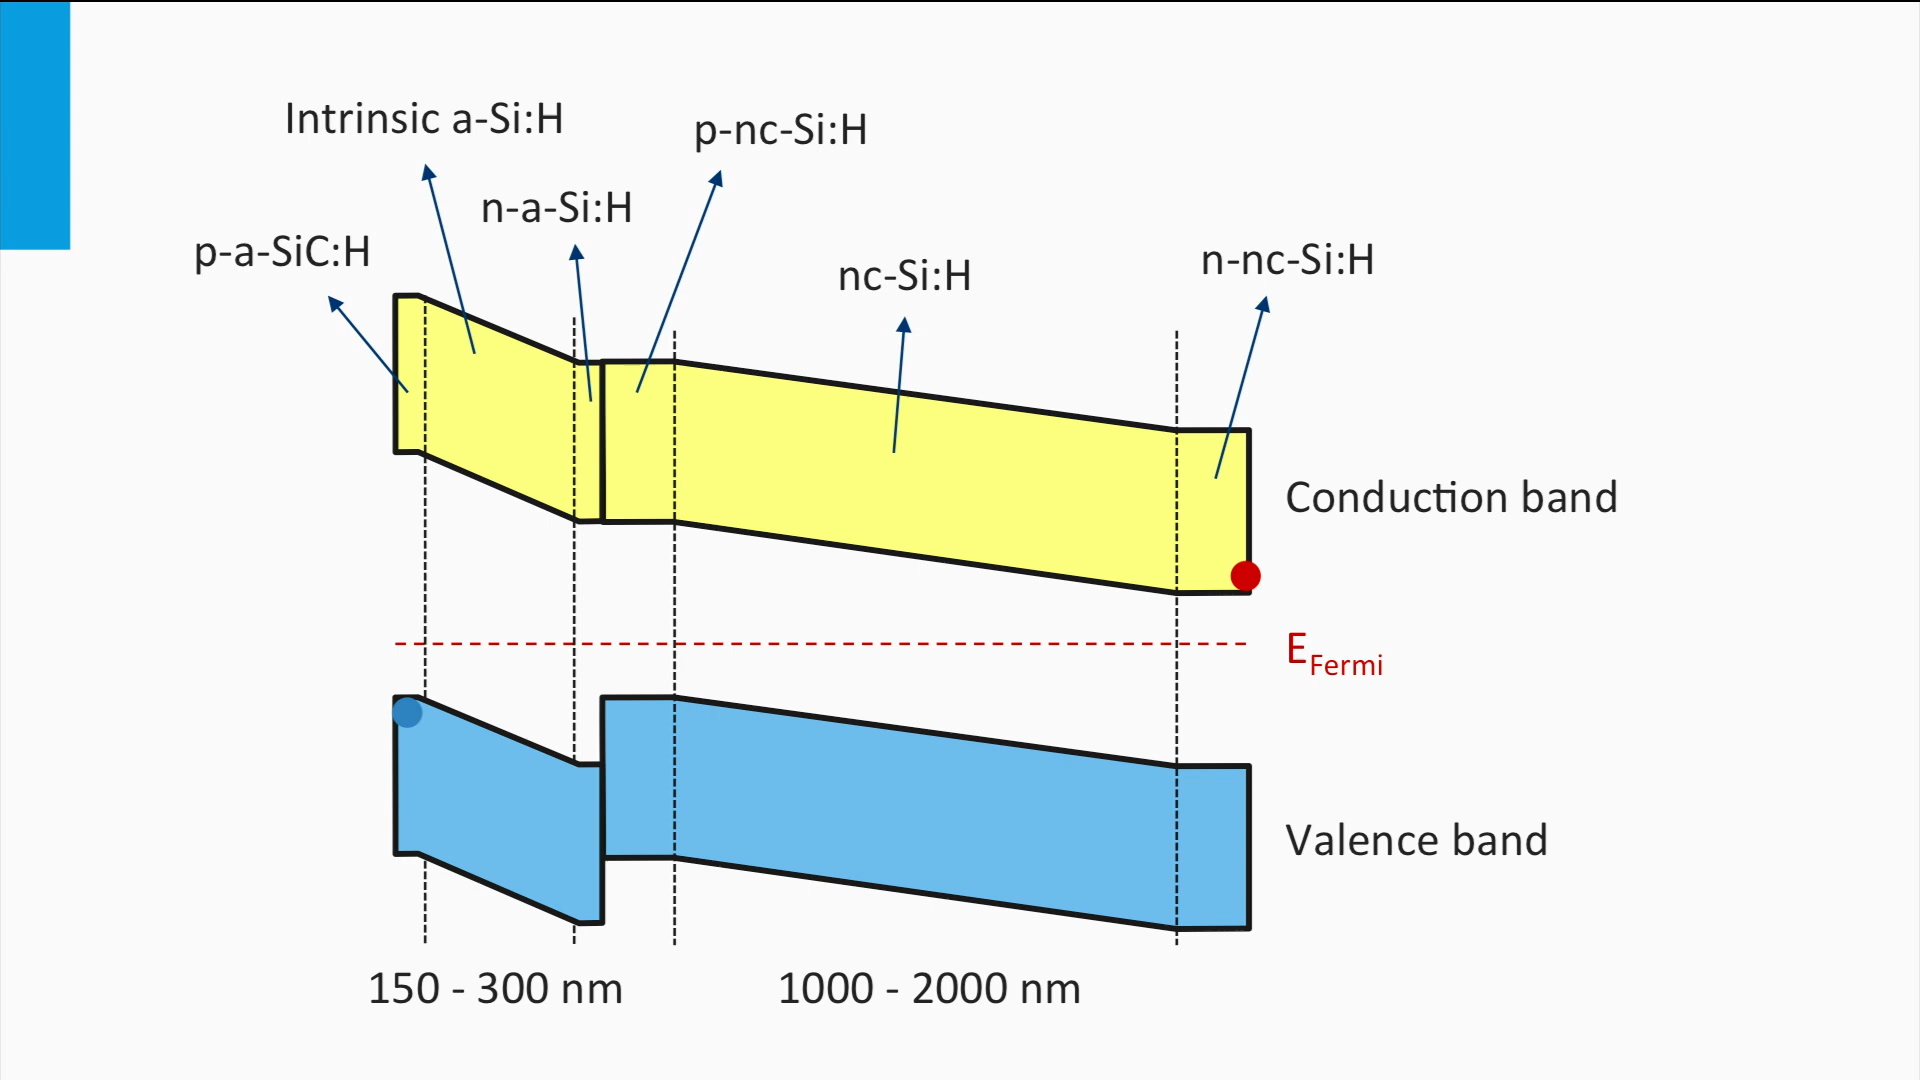 Intrinsic a-Si:H
p-nc-Si:H
n-a-Si:H
p-a-SiC:H
nc-Si:H
n-nc-Si:H
Conduction band
E Fermi
Valence band
150 - 300 nm
1000 - 2000 nm